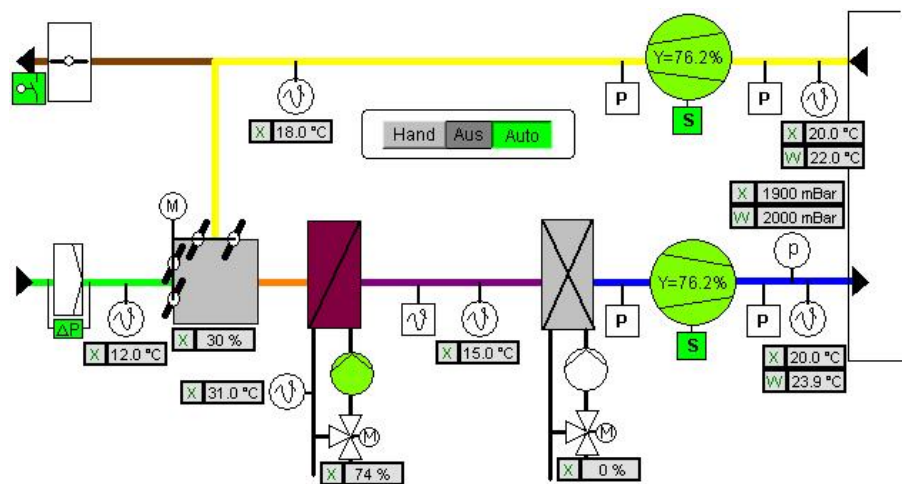 Y=76.2%
P
P
S
X 18.0 °C
Hand Aus Auto
X 20.0 °C
W 22.0 °C
X 1900 mBar
W 2000 mBar
M
p
Y=76.2%
ΔP
P
P
S
X 12.0 °C
X 30 %
X 15.0 °C
X 20.0 °C
W 23.9 °C
X 31.0 °C
M
M
X 74 %
X 0 %